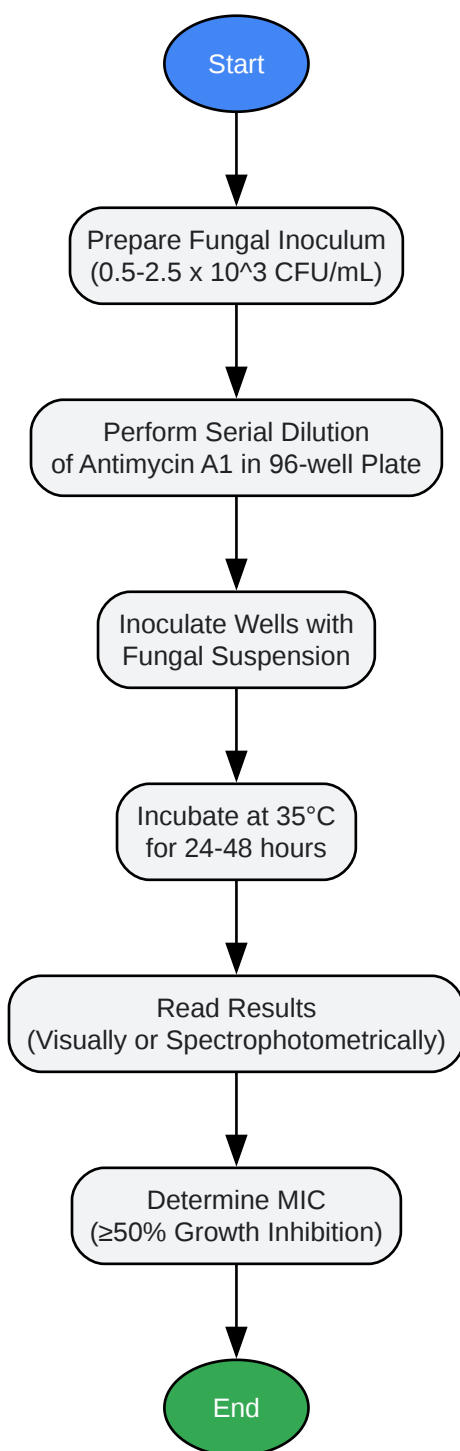 Start
Prepare Fungal Inoculum
(0.5-2.5 x 10^3 CFU/mL)
Perform Serial Dilution
of Antimycin A1 in 96-well Plate
Inoculate Wells with
Fungal Suspension
Incubate at 35°C
for 24-48 hours
Read Results
(Visually or Spectrophotometrically)
Determine MIC
(≥50% Growth Inhibition)
End